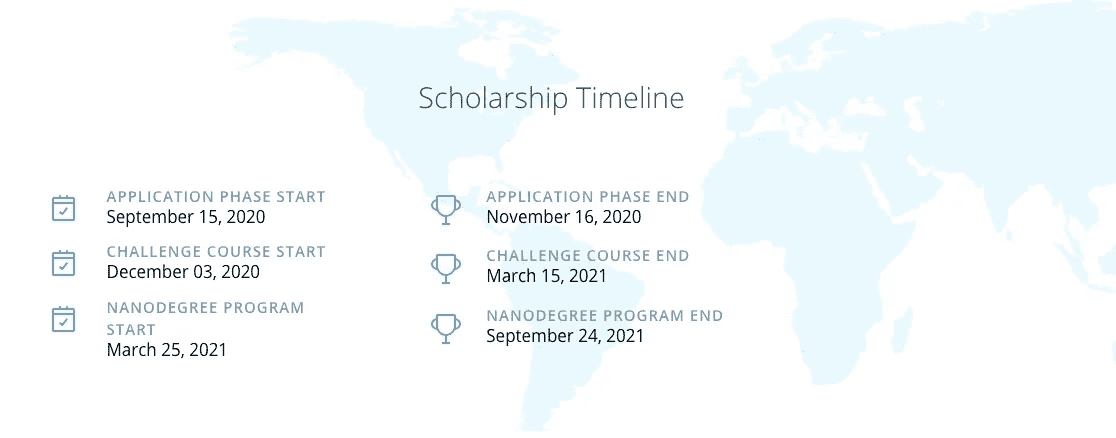 Scholarship Timeline
APPLICATION PHASE START
September 15, 2020
CHALLENGE COURSE START
December 03, 2020
NANODEGREE PROGRAM
START
March 25, 2021
APPLICATION PHASE END
November 16, 2020
CHALLENGE COURSE END
March 15, 2021
NANODEGREE PROGRAM END
September 24, 2021